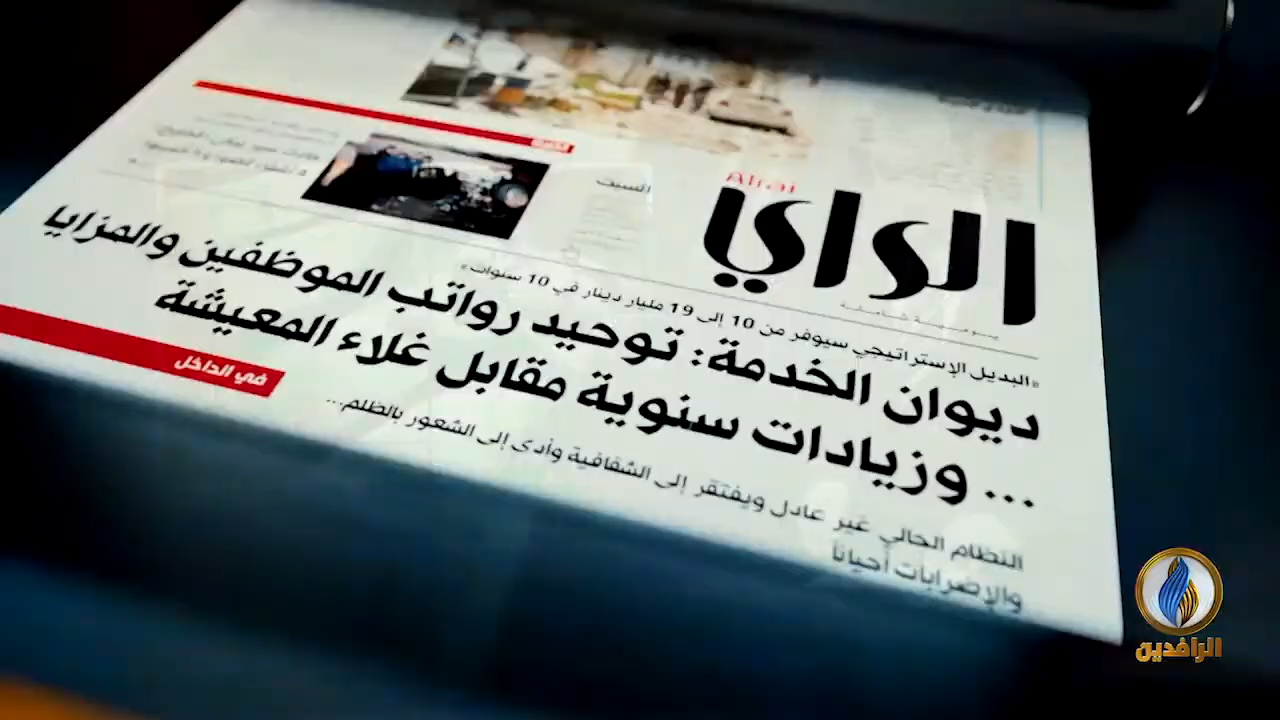 Alrai
الراي
يومية شاملة
السبت
«البديل الإستراتيجي سيوفر من 10 إلى 19 مليار دينار في 10 سنوات»
ديوان الخدمة: توحيد رواتب الموظفين والمزايا
... وزيادات سنوية مقابل غلاء المعيشة
في الداخل
النظام الحالي غير عادل ويفتقر إلى الشفافية وأدى إلى الشعور بالظلم...
والإضرابات أحياناً
الرافدين